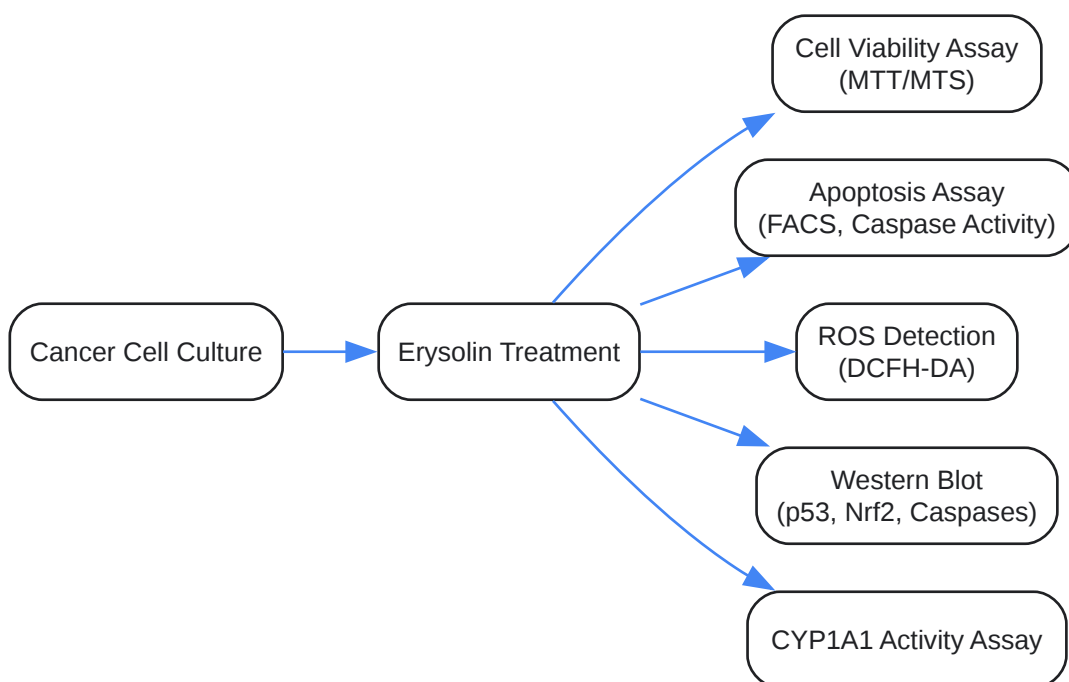 Cell Viability Assay
(MTT/MTS)
Apoptosis Assay
(FACS, Caspase Activity)
Cancer Cell Culture
Erysolin Treatment
ROS Detection
(DCFH-DA)
Western Blot
(p53, Nrf2, Caspases)
CYP1A1 Activity Assay